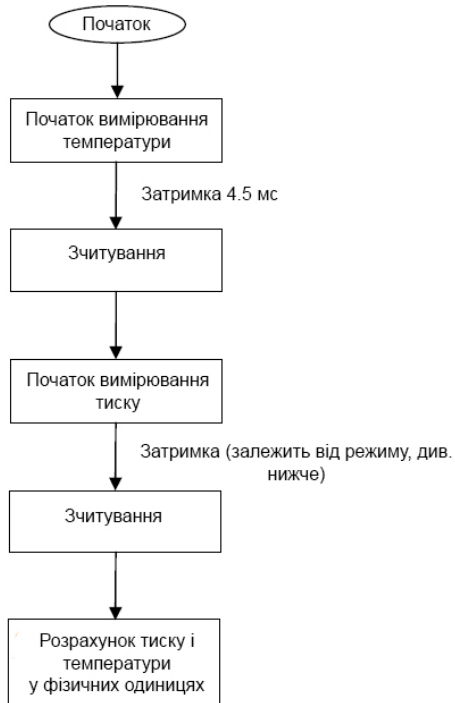 Початок
Початок вимірювання
температури
Затримка 4.5 мс
Зчитування
Початок вимірювання
тиску
Затримка (залежить від режиму, див.
нижче)
Зчитування
Розрахунок тиску і
температури
у фізичних одиницях